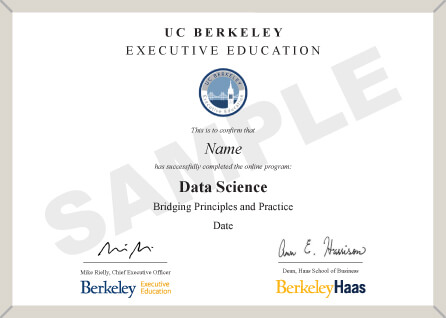 UC BERKELEY
EXECUTIVE EDUCATION
UC BERKELEY
Executive Education
This is to confirm that
Name
has successfully completed the online program:
Data Science
Bridging Principles and Practice
Date
SAMPLE
Ann E. Harrison
Mike Rielly, Chief Executive Officer
Dean, Haas School of Business
Berkeley Executive Education
BerkeleyHaas